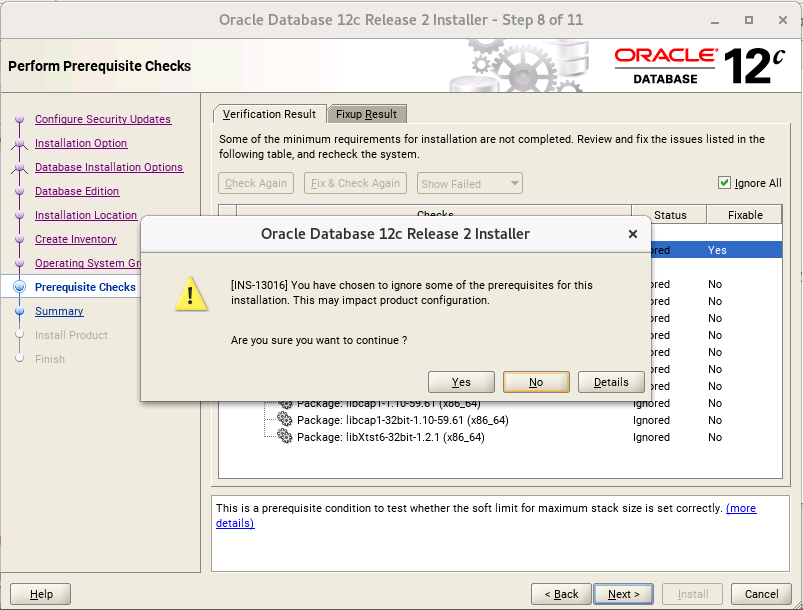 Oracle Database 12c Release 2 Installer - Step 8 of 11
Perform Prerequisite Checks
ORACLE
DATABASE
12c
Configure Security Updates
Installation Option
Database Installation Options
Database Edition
Installation Location
Create Inventory
Operating System Gr
Prerequisite Checks
Summary
Install Product
Finish
Verification Result
Fixup Result
Some of the minimum requirements for installation are not completed. Review and fix the issues listed in the
following table, and recheck the system.
Check Again
Fix & Check Again
Show Failed
Ignore All
Checks Status Fixable
ored Yes
ored No
ored No
ored No
ored No
ored No
ored No
ored No
Package: libcap1-1.10-59.61 (x86_64) Ignored No
Package: libcap1-32bit-1.10-59.61 (x86_64) Ignored No
Package: libXtst6-32bit-1.2.1 (x86_64) Ignored No
Oracle Database 12c Release 2 Installer
[INS-13016] You have chosen to ignore some of the prerequisites for this
installation. This may impact product configuration.
Are you sure you want to continue ?
Yes
No
Details
This is a prerequisite condition to test whether the soft limit for maximum stack size is set correctly. (more
details)
Help
< Back
Next >
Install
Cancel